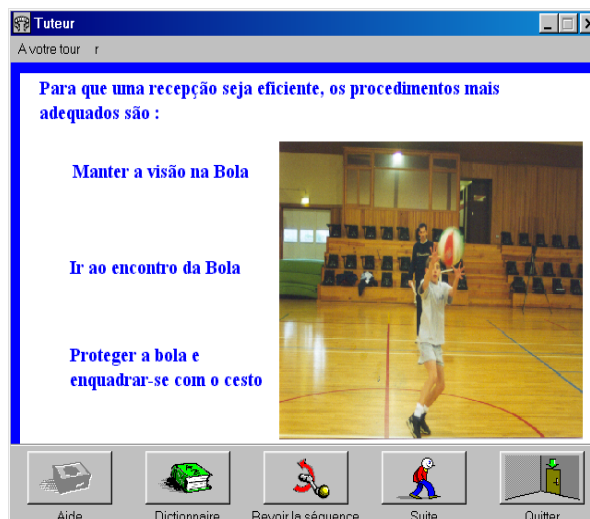 Tuteur
A votre tour r
Para que uma recepção seja eficiente, os procedimentos mais
adequados são :
Manter a visão na Bola
Ir ao encontro da Bola
Proteger a bola e
enquadrar-se com o cesto
Aide
Dictionnaire
Revoir la séquence
Suite
Quitter